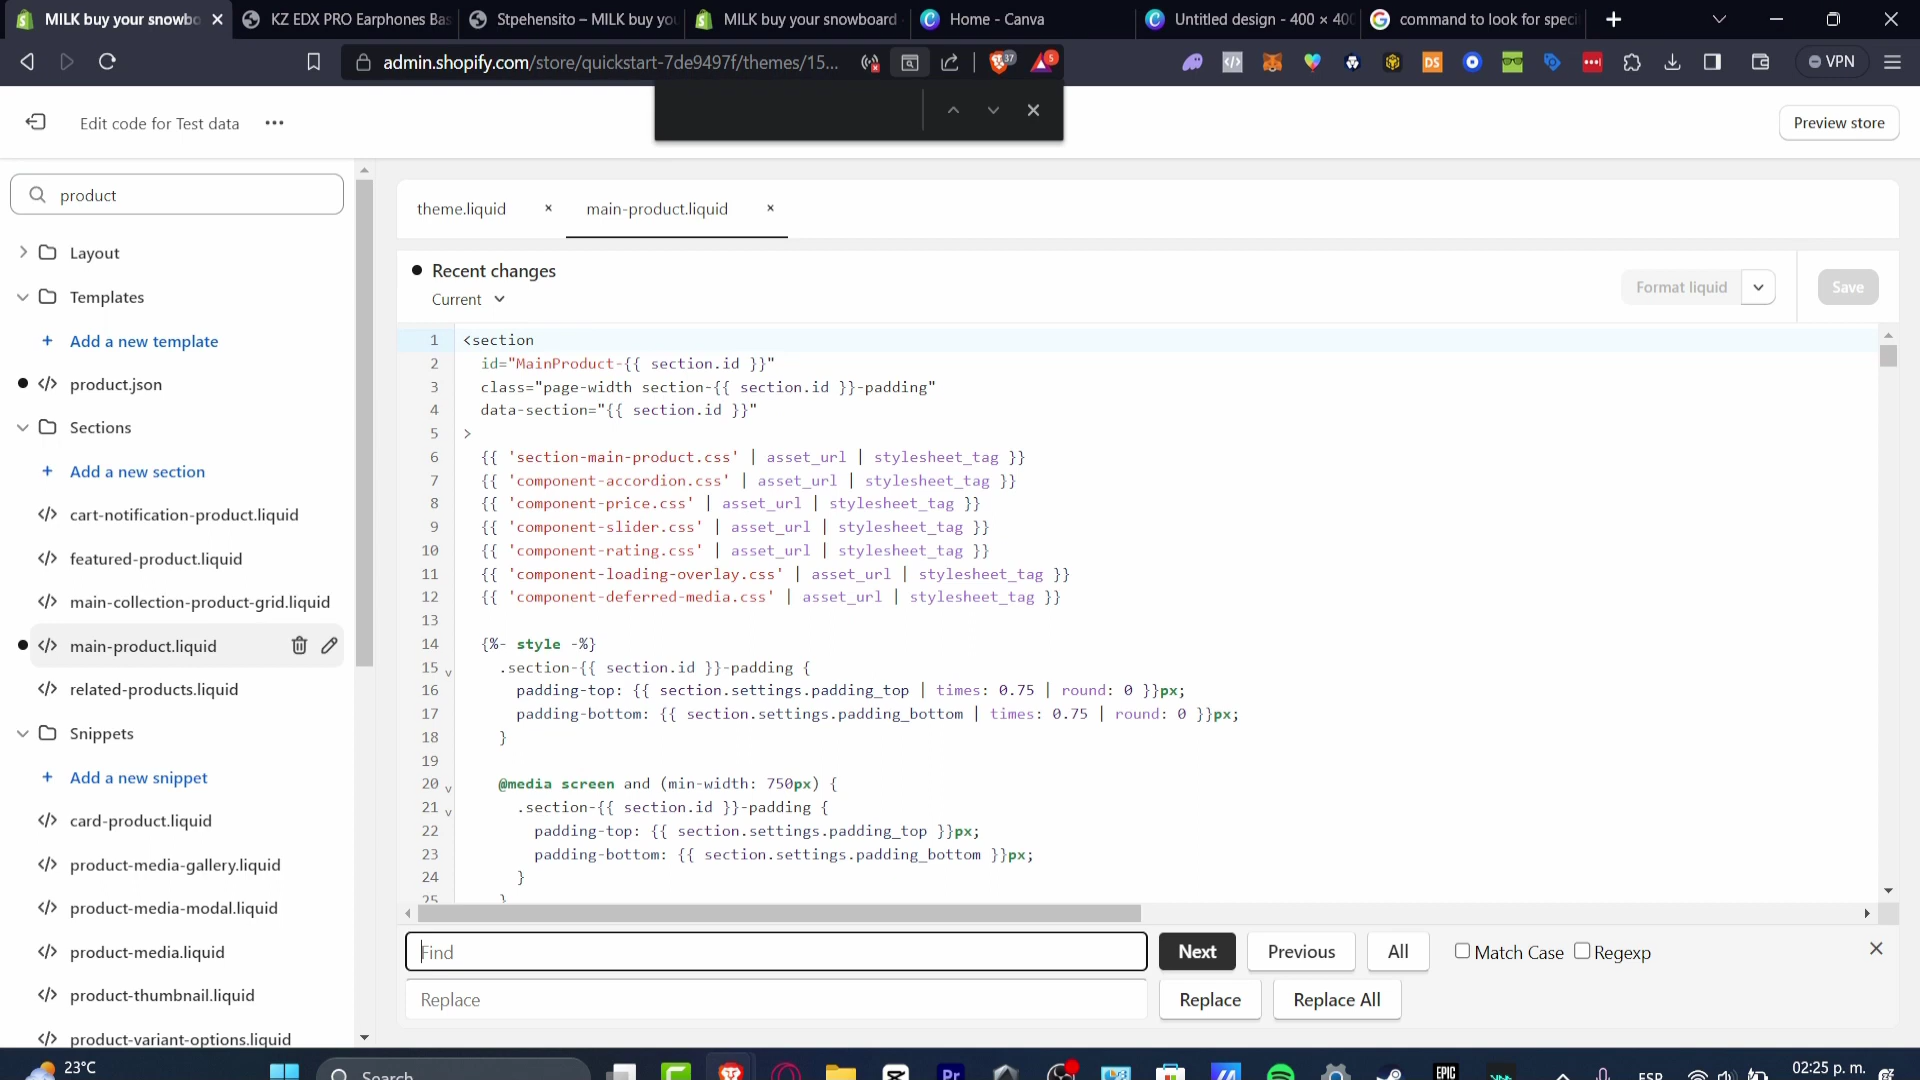 MILK buy your snowbo
KZ EDX PRO Earphones Bas
Stpehensito – MILK buy you
MILK buy your snowboard
Home - Canva
Untitled design - 400 × 400
command to look for speci
admin.shopify.com/store/quickstart-7de9497f/themes/15...
37
5
DS
VPN
Edit code for Test data
Preview store
product
Layout
Templates
Add a new template
product.json
Sections
Add a new section
cart-notification-product.liquid
featured-product.liquid
main-collection-product-grid.liquid
main-product.liquid
related-products.liquid
Snippets
Add a new snippet
card-product.liquid
product-media-gallery.liquid
product-media-modal.liquid
product-media.liquid
product-thumbnail.liquid
product-variant-options.liquid
theme.liquid
main-product.liquid
Recent changes
Current
Format liquid
Save
1 <section
2 id="MainProduct-{{ section.id }}"
3 class="page-width section-{{ section.id }}-padding"
4 data-section="{{ section.id }}"
5 >
6 {{ 'section-main-product.css' | asset_url | stylesheet_tag }}
7 {{ 'component-accordion.css' | asset_url | stylesheet_tag }}
8 {{ 'component-price.css' | asset_url | stylesheet_tag }}
9 {{ 'component-slider.css' | asset_url | stylesheet_tag }}
10 {{ 'component-rating.css' | asset_url | stylesheet_tag }}
11 {{ 'component-loading-overlay.css' | asset_url | stylesheet_tag }}
12 {{ 'component-deferred-media.css' | asset_url | stylesheet_tag }}
13
14 {%- style -%}
15 .section-{{ section.id }}-padding {
16 padding-top: {{ section.settings.padding_top | times: 0.75 | round: 0 }}px;
17 padding-bottom: {{ section.settings.padding_bottom | times: 0.75 | round: 0 }}px;
18 }
19
20 @media screen and (min-width: 750px) {
21 .section-{{ section.id }}-padding {
22 padding-top: {{ section.settings.padding_top }}px;
23 padding-bottom: {{ section.settings.padding_bottom }}px;
24 }
25 }
Find
Next
Previous
All
Match Case
Regexp
Replace
Replace
Replace All
23°C
Search
Pr
EPIC
ESP
02:25 p. m.